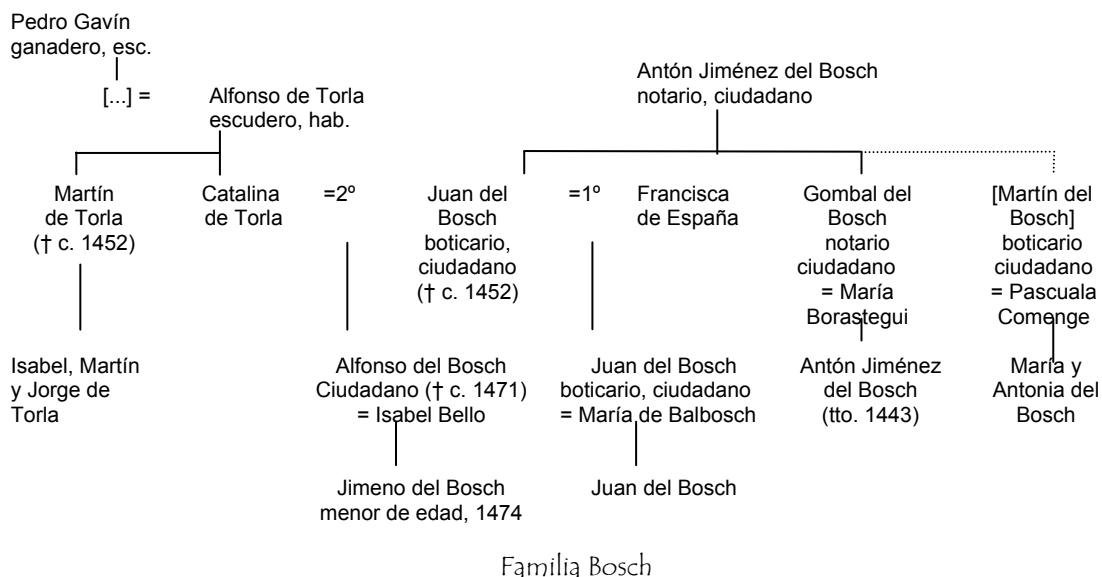 Pedro Gavín
ganadero, esc.
[...] =
Alfonso de Torla
escudero, hab.
Antón Jiménez del Bosch
notario, ciudadano
Martín
de Torla
(† c. 1452)
Catalina
de Torla
=2º
Juan del
Bosch
boticario,
ciudadano
(† c. 1452)
=1º
Francisca
de España
Gombal del
Bosch
notario
ciudadano
= María
Borastegui
[Martín del
Bosch]
boticario
ciudadano
= Pascuala
Comenge
Isabel, Martín
y Jorge de
Torla
Alfonso del Bosch
Ciudadano († c. 1471)
= Isabel Bello
Juan del Bosch
boticario, ciudadano
= María de Balbosch
Antón Jiménez
del Bosch
(tto. 1443)
María y
Antonia del
Bosch
Jimeno del Bosch
menor de edad, 1474
Juan del Bosch
Familia Bosch